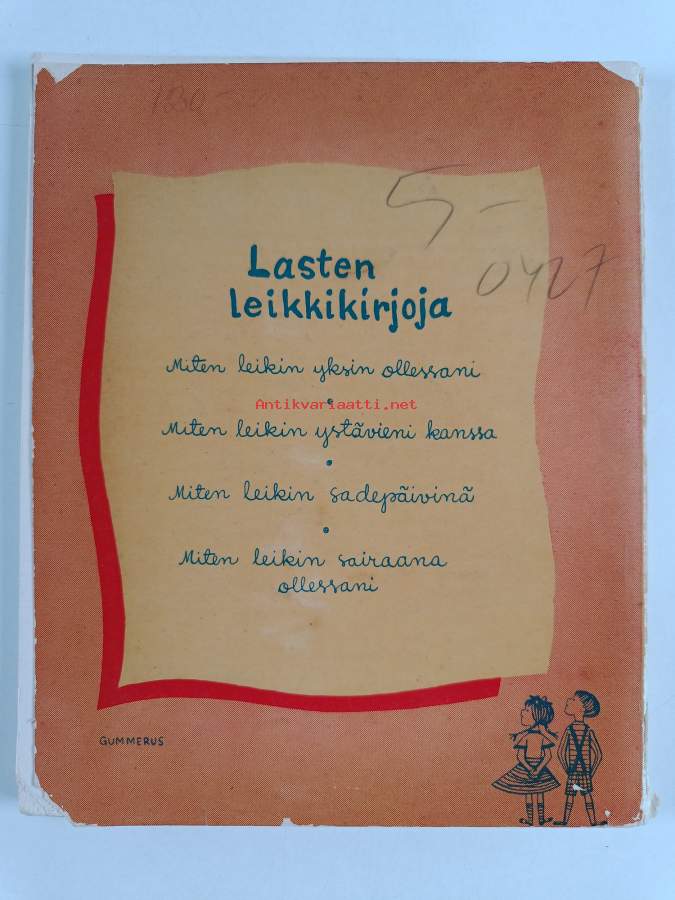 180
5-
0427
Lasten
leikkikirjoja
Miten leikin yksin ollessani
Antikvariaatti.net
Miten leikin ystävieni kanssa
Miten leikin sadepäivinä
Miten leikin sairaana
ollessani
GUMMERUS